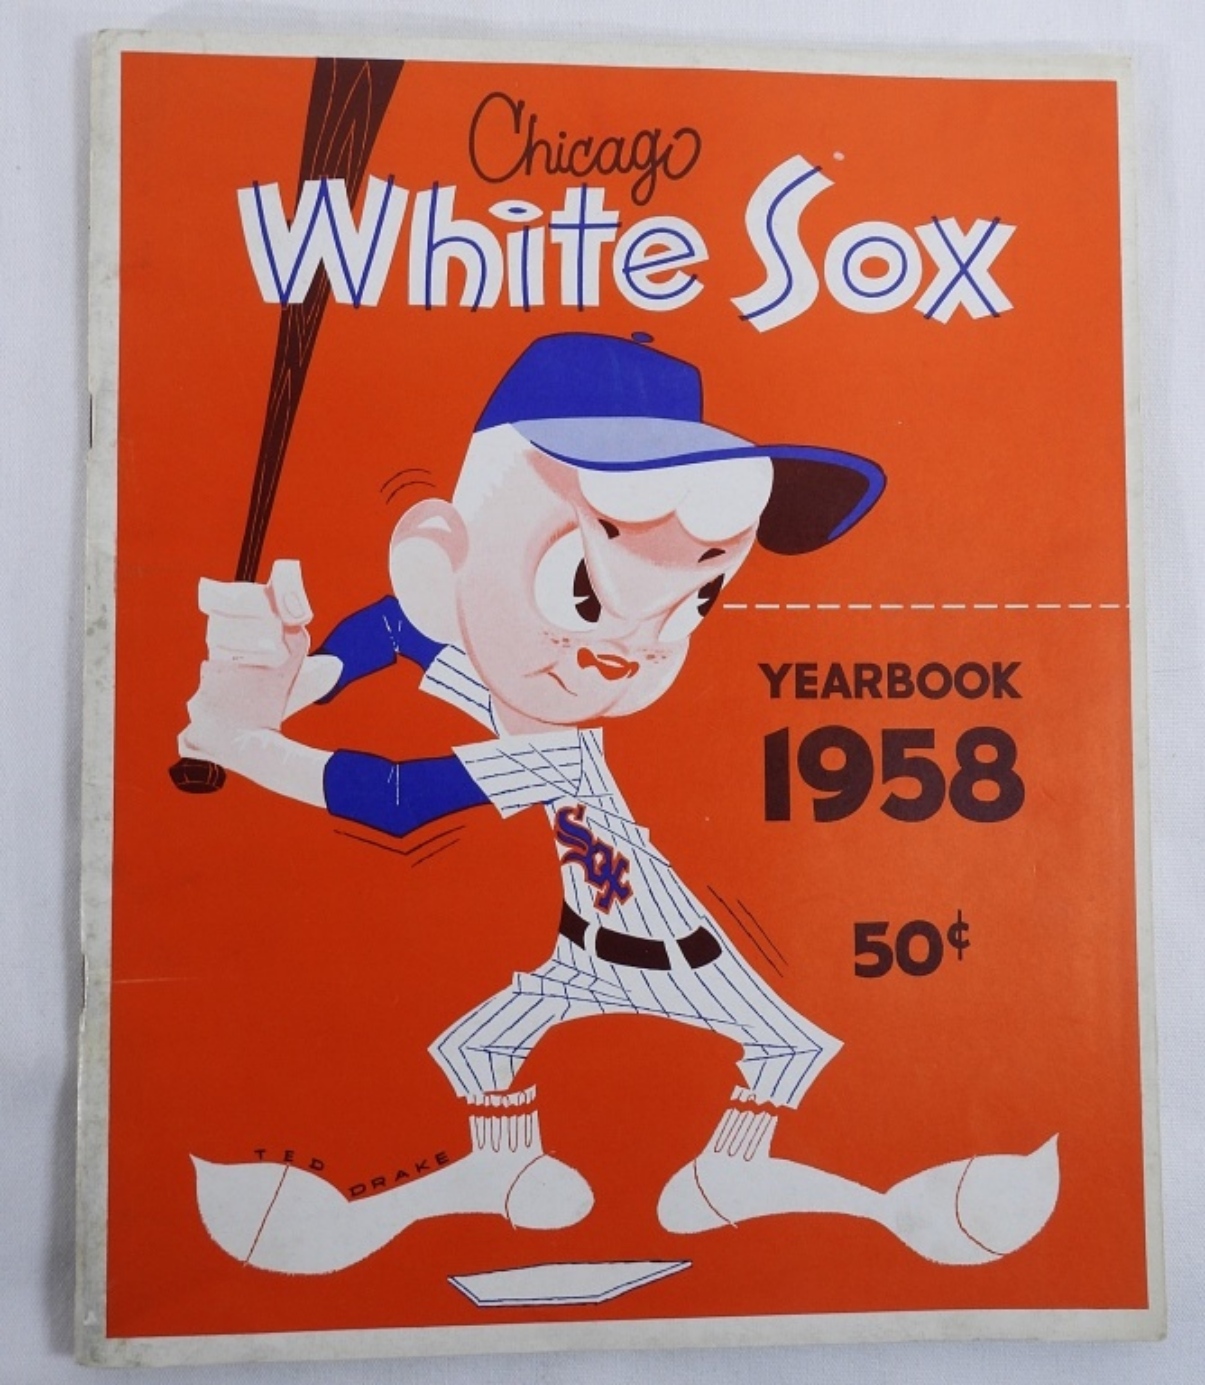 Chicago
White Sox
YEARBOOK
1958
Sox
50¢
TED DRAKE